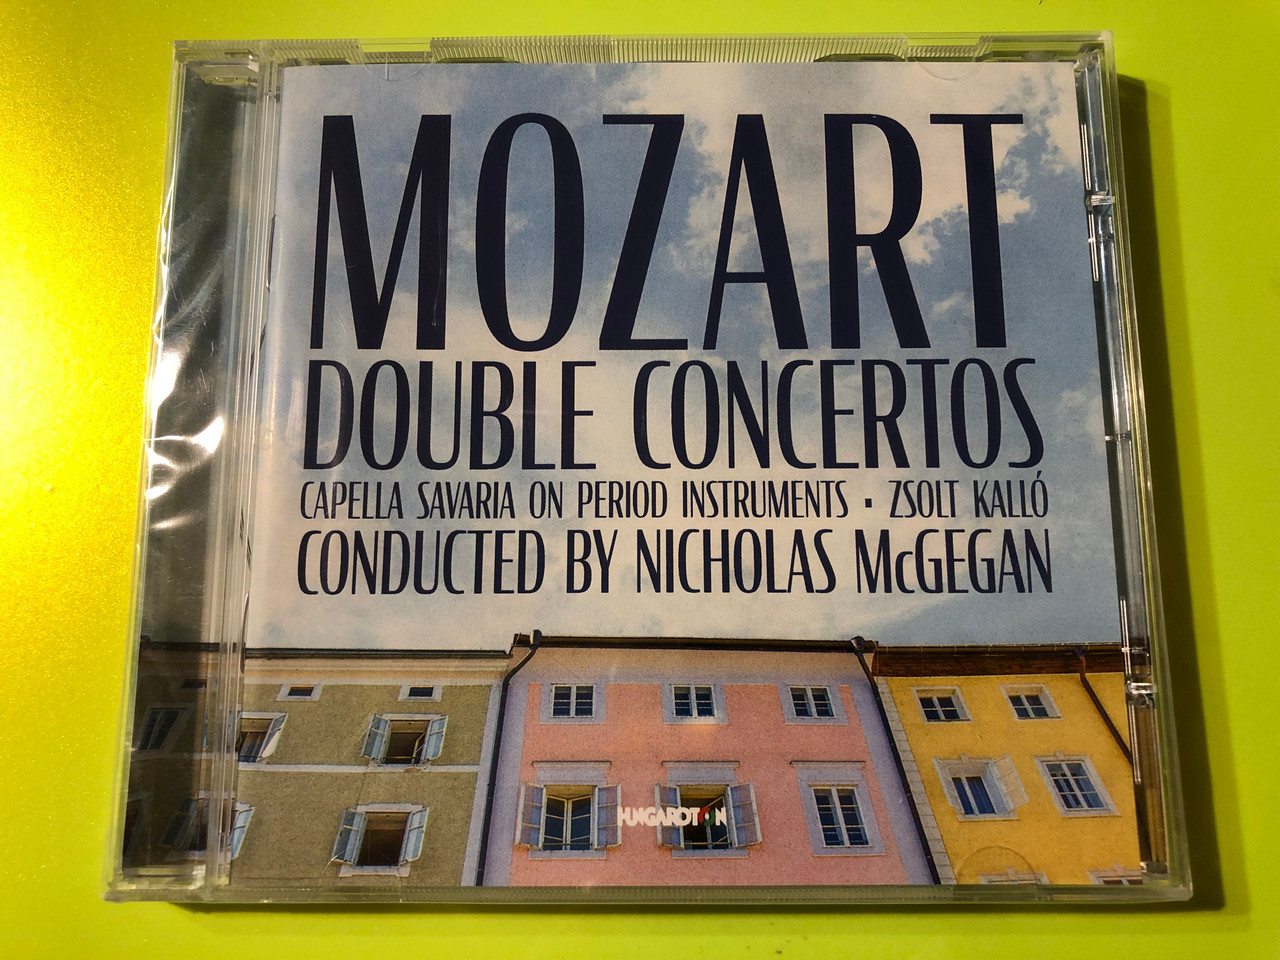 MOZART
DOUBLE CONCERTOS
CAPELLA SAVARIA ON PERIOD INSTRUMENTS · ZSOLT KALLÓ
CONDUCTED BY NICHOLAS McGEGAN
HUNGAROTON